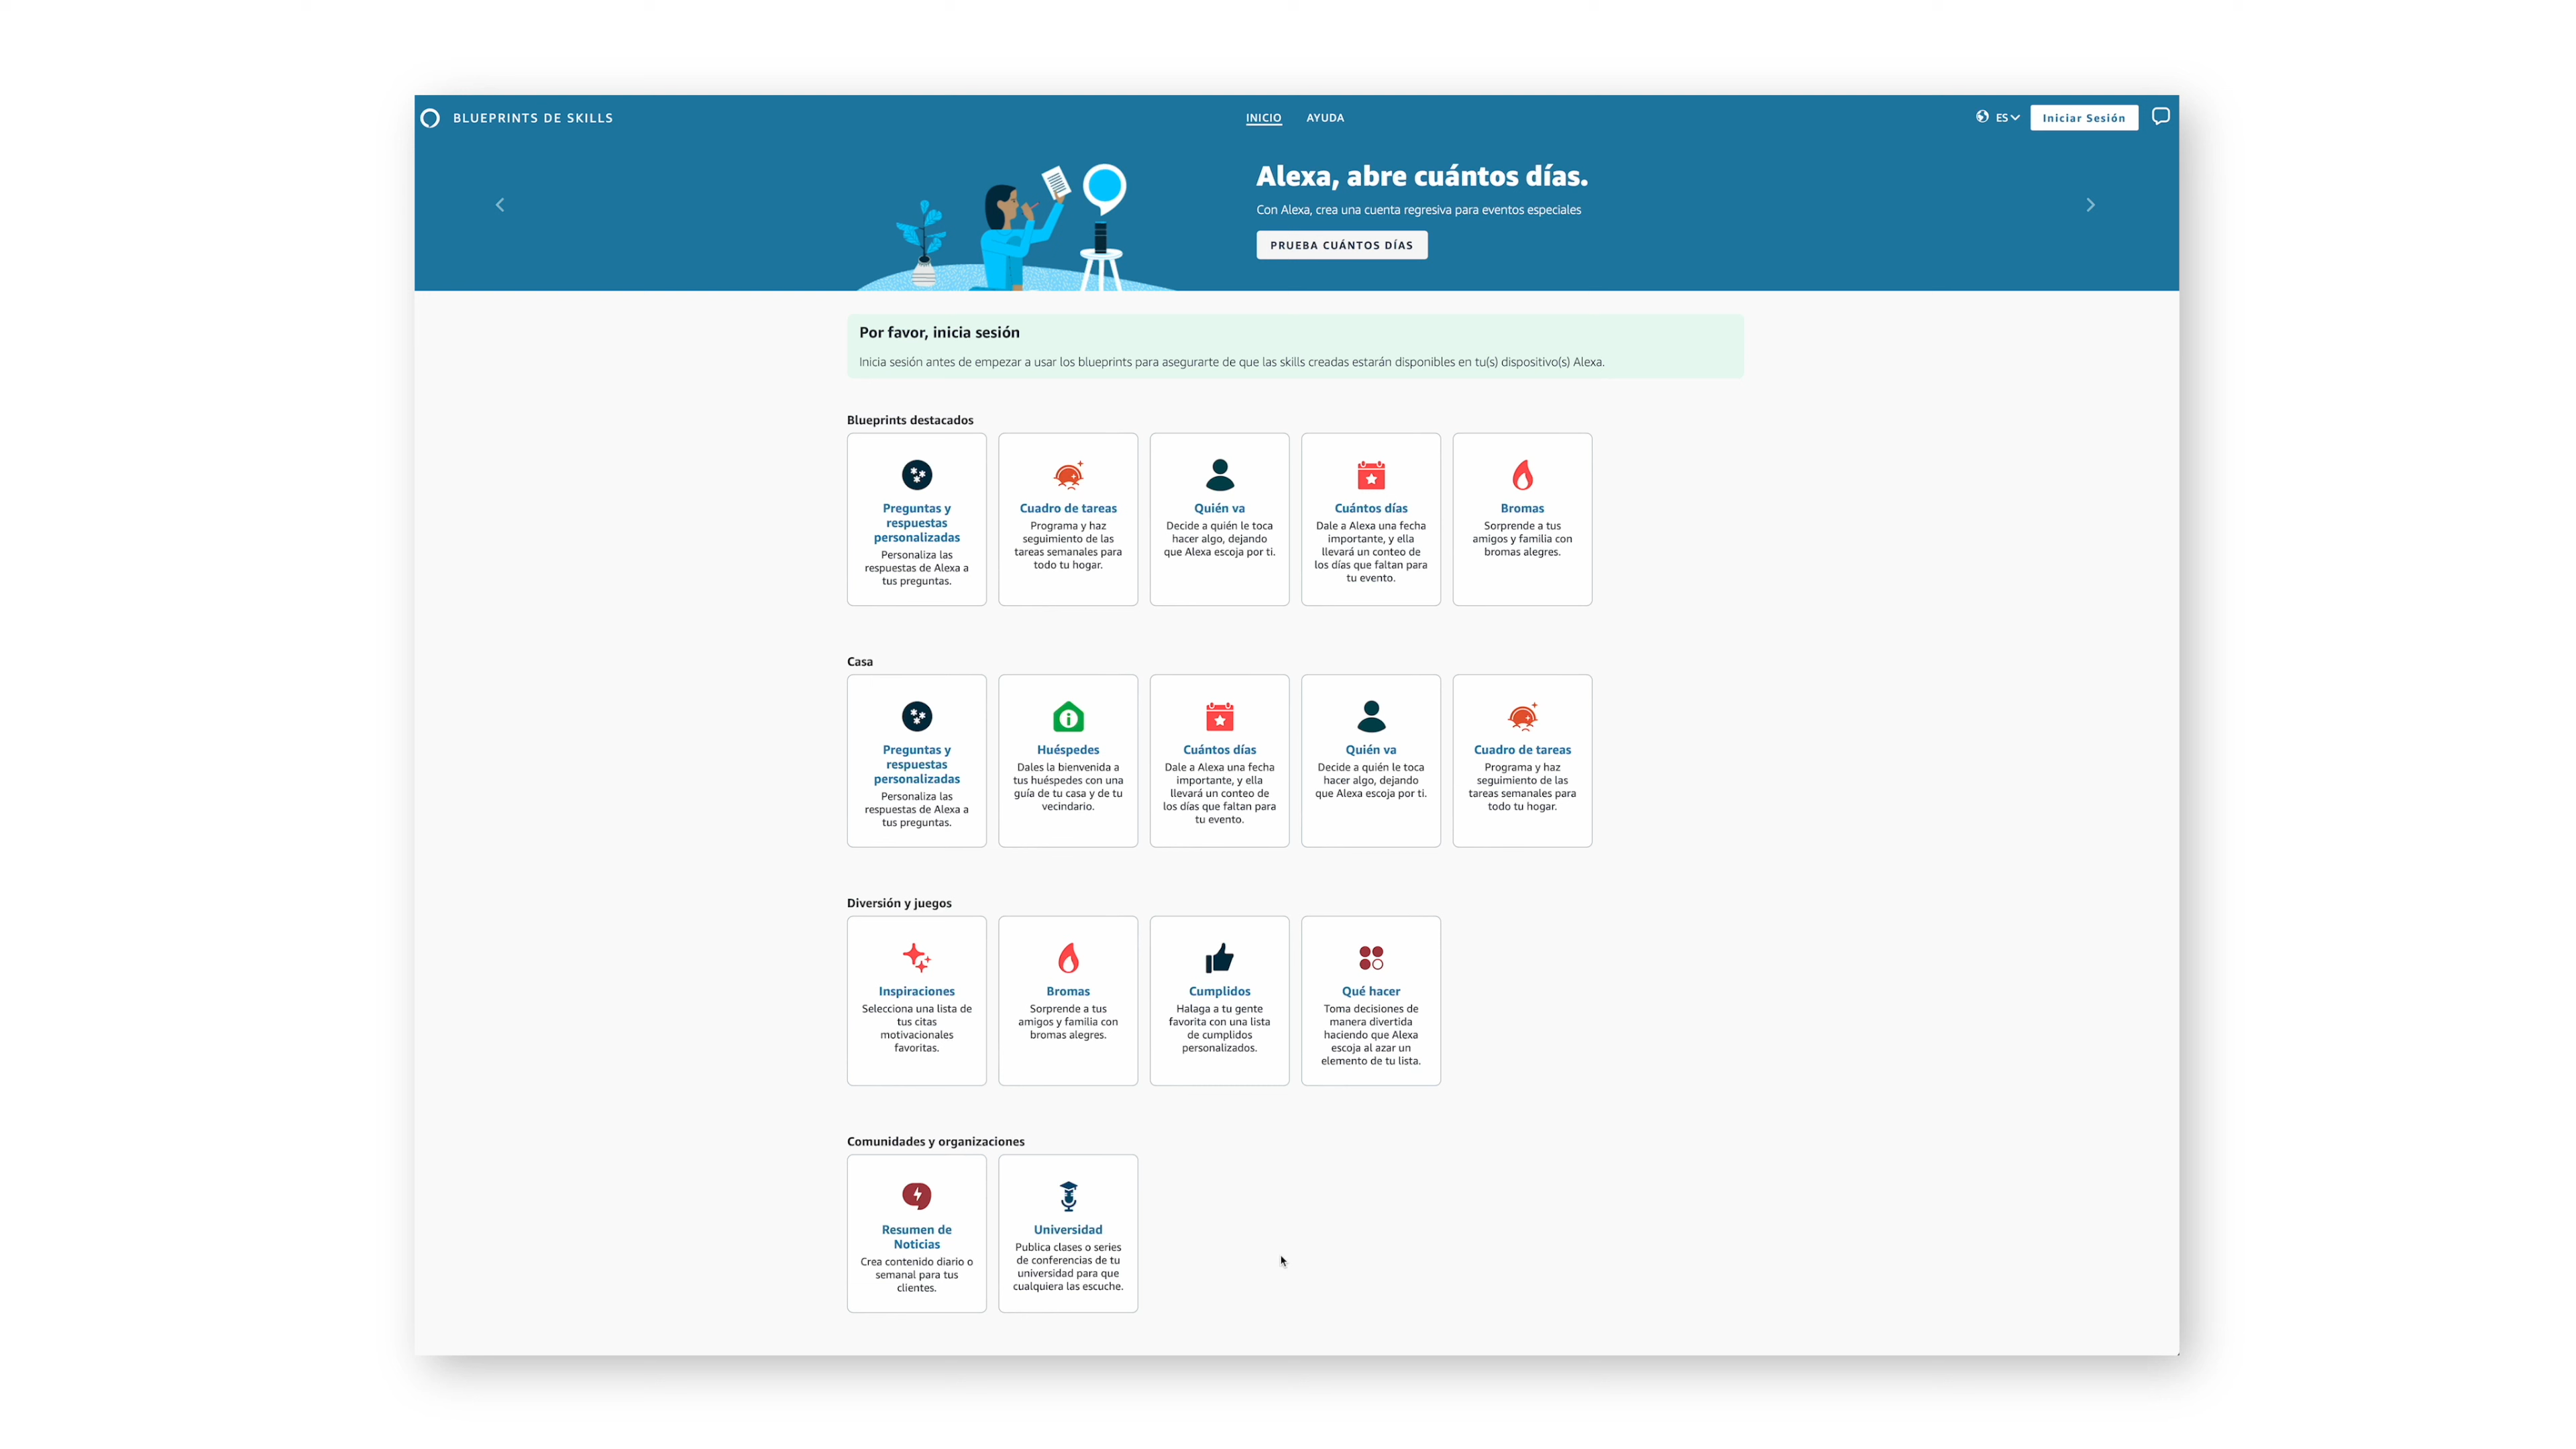 BLUEPRINTS DE SKILLS
INICIO
AYUDA
ES
Iniciar Sesión
Alexa, abre cuántos días.
Con Alexa, crea una cuenta regresiva para eventos especiales
PRUEBA CUÁNTOS DÍAS
Por favor, inicia sesión
Inicia sesión antes de empezar a usar los blueprints para asegurarte de que las skills creadas estarán disponibles en tu(s) dispositivo(s) Alexa.
Blueprints destacados
Preguntas y
respuestas
personalizadas
Personaliza las
respuestas de Alexa a
tus preguntas.
Cuadro de tareas
Programa y haz
seguimiento de las
tareas semanales para
todo tu hogar.
Quién va
Decide a quién le toca
hacer algo, dejando
que Alexa escoja por ti.
Cuántos días
Dale a Alexa una fecha
importante, y ella
llevará un conteo de
los días que faltan para
tu evento.
Bromas
Sorprende a tus
amigos y familia con
bromas alegres.
Casa
Preguntas y
respuestas
personalizadas
Personaliza las
respuestas de Alexa a
tus preguntas.
Huéspedes
Dales la bienvenida a
tus huéspedes con una
guía de tu casa y de tu
vecindario.
Cuántos días
Dale a Alexa una fecha
importante, y ella
llevará un conteo de
los días que faltan para
tu evento.
Quién va
Decide a quién le toca
hacer algo, dejando
que Alexa escoja por ti.
Cuadro de tareas
Programa y haz
seguimiento de las
tareas semanales para
todo tu hogar.
Diversión y juegos
Inspiraciones
Selecciona una lista de
tus citas
motivacionales
favoritas.
Bromas
Sorprende a tus
amigos y familia con
bromas alegres.
Cumplidos
Halaga a tu gente
favorita con una lista
de cumplidos
personalizados.
Qué hacer
Toma decisiones de
manera divertida
haciendo que Alexa
escoja al azar un
elemento de tu lista.
Comunidades y organizaciones
Resumen de
Noticias
Crea contenido diario o
semanal para tus
clientes.
Universidad
Publica clases o series
de conferencias de tu
universidad para que
cualquiera las escuche.